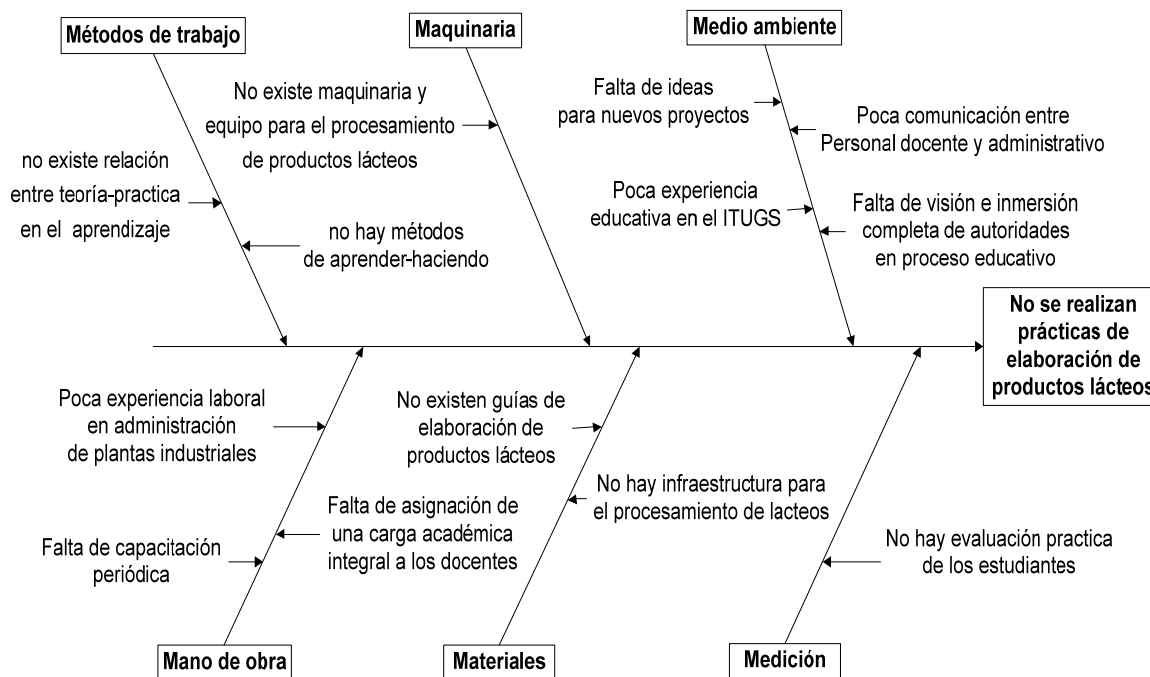 Métodos de trabajo
Maquinaria
Medio ambiente
No existe maquinaria y
equipo para el procesamiento
de productos lácteos
Falta de ideas
para nuevos proyectos
Poca comunicación entre
Personal docente y administrativo
no existe relación
entre teoría-practica
en el aprendizaje
no hay métodos
de aprender-haciendo
Poca experiencia
educativa en el ITUGS
Falta de visión e inmersión
completa de autoridades
en proceso educativo
No se realizan
prácticas de
elaboración de
productos lácteos
Poca experiencia laboral
en administración
de plantas industriales
No existen guías de
elaboración de
productos lácteos
Falta de asignación de
una carga académica
integral a los docentes
No hay infraestructura para
el procesamiento de lacteos
Falta de capacitación
periódica
No hay evaluación practica
de los estudiantes
Mano de obra
Materiales
Medición